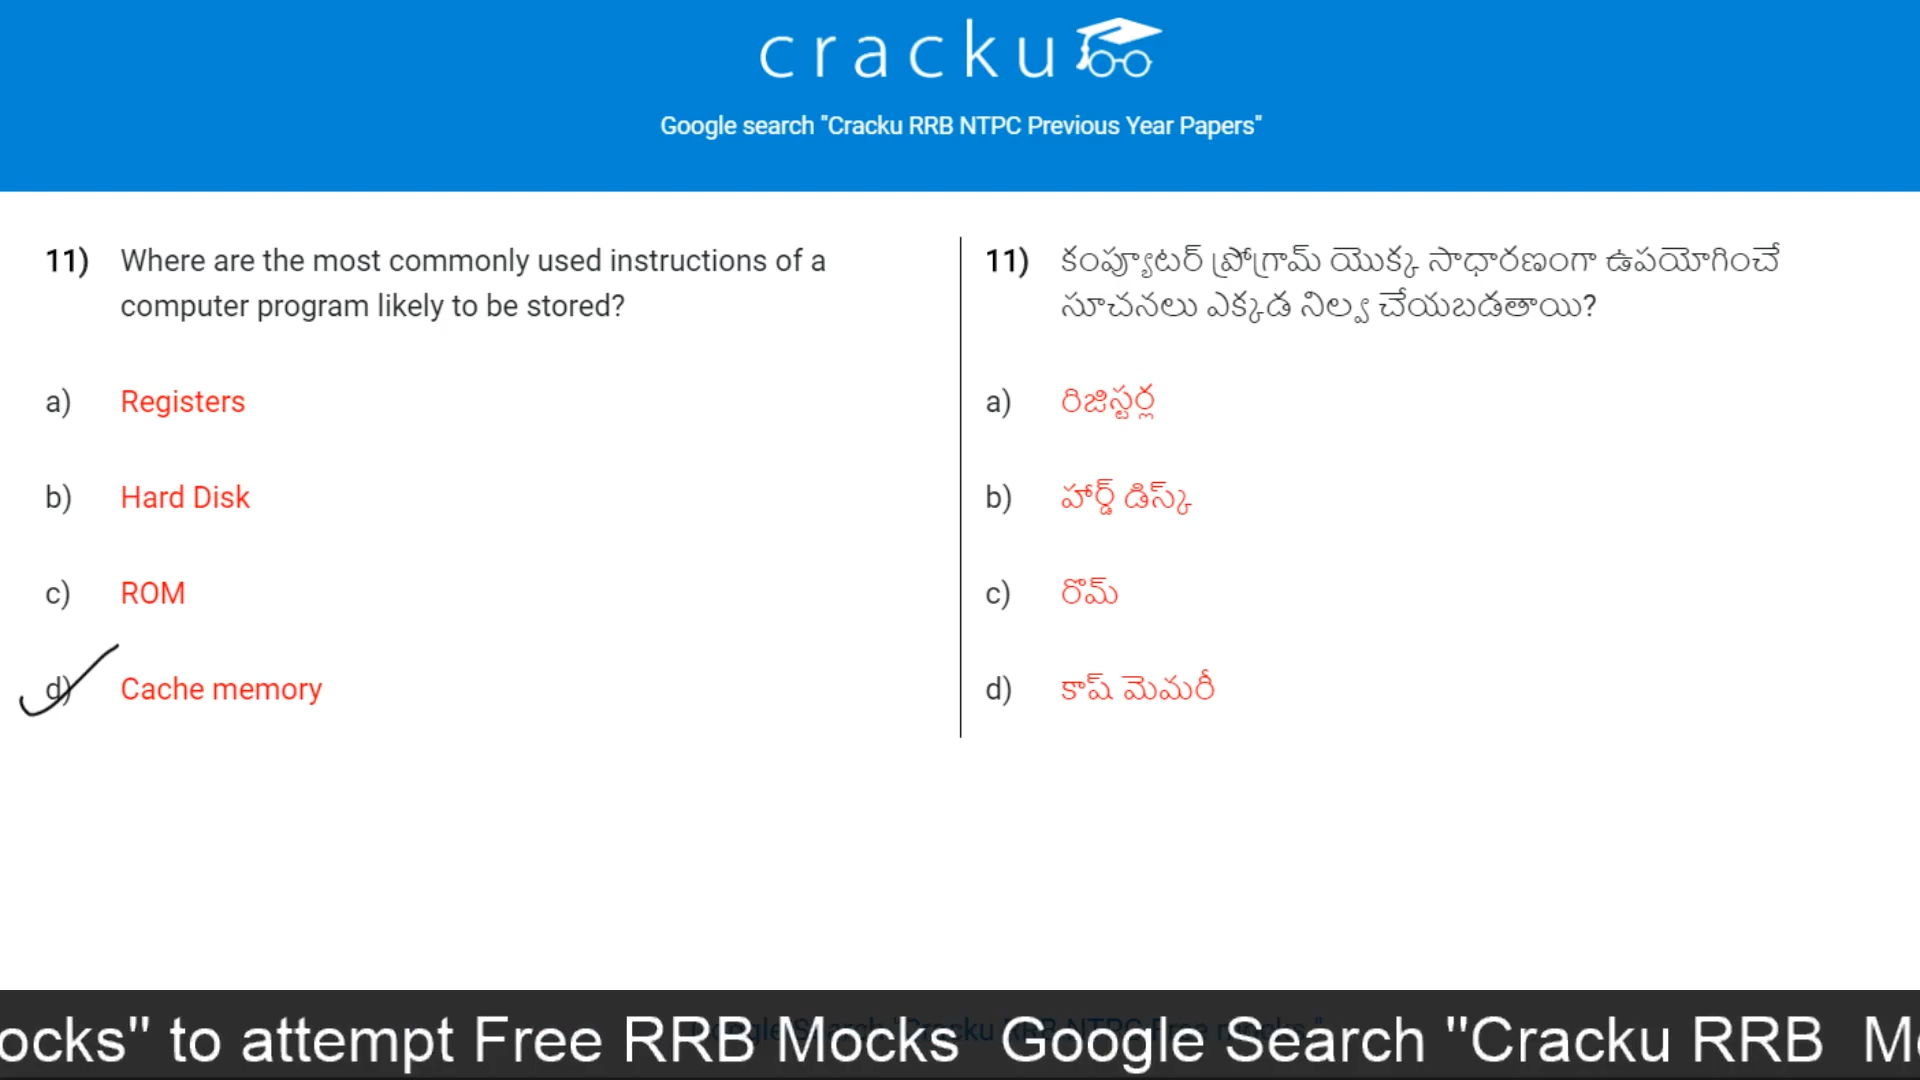 cracku
Google search "Cracku RRB NTPC Previous Year Papers"
11) Where are the most commonly used instructions of a
computer program likely to be stored?
a) Registers
b) Hard Disk
c) ROM
d) Cache memory
11) కంప్యూటర్ ప్రోగ్రామ్ యొక్క సాధారణంగా ఉపయోగించే
సూచనలు ఎక్కడ నిల్వ చేయబడతాయి?
a) రిజిస్టర్ల
b) హార్డ్ డిస్క్
c) రొమ్
d) కాష్ మెమరీ
ocks" to attempt Free RRB Mocks Google Search "Cracku RRB